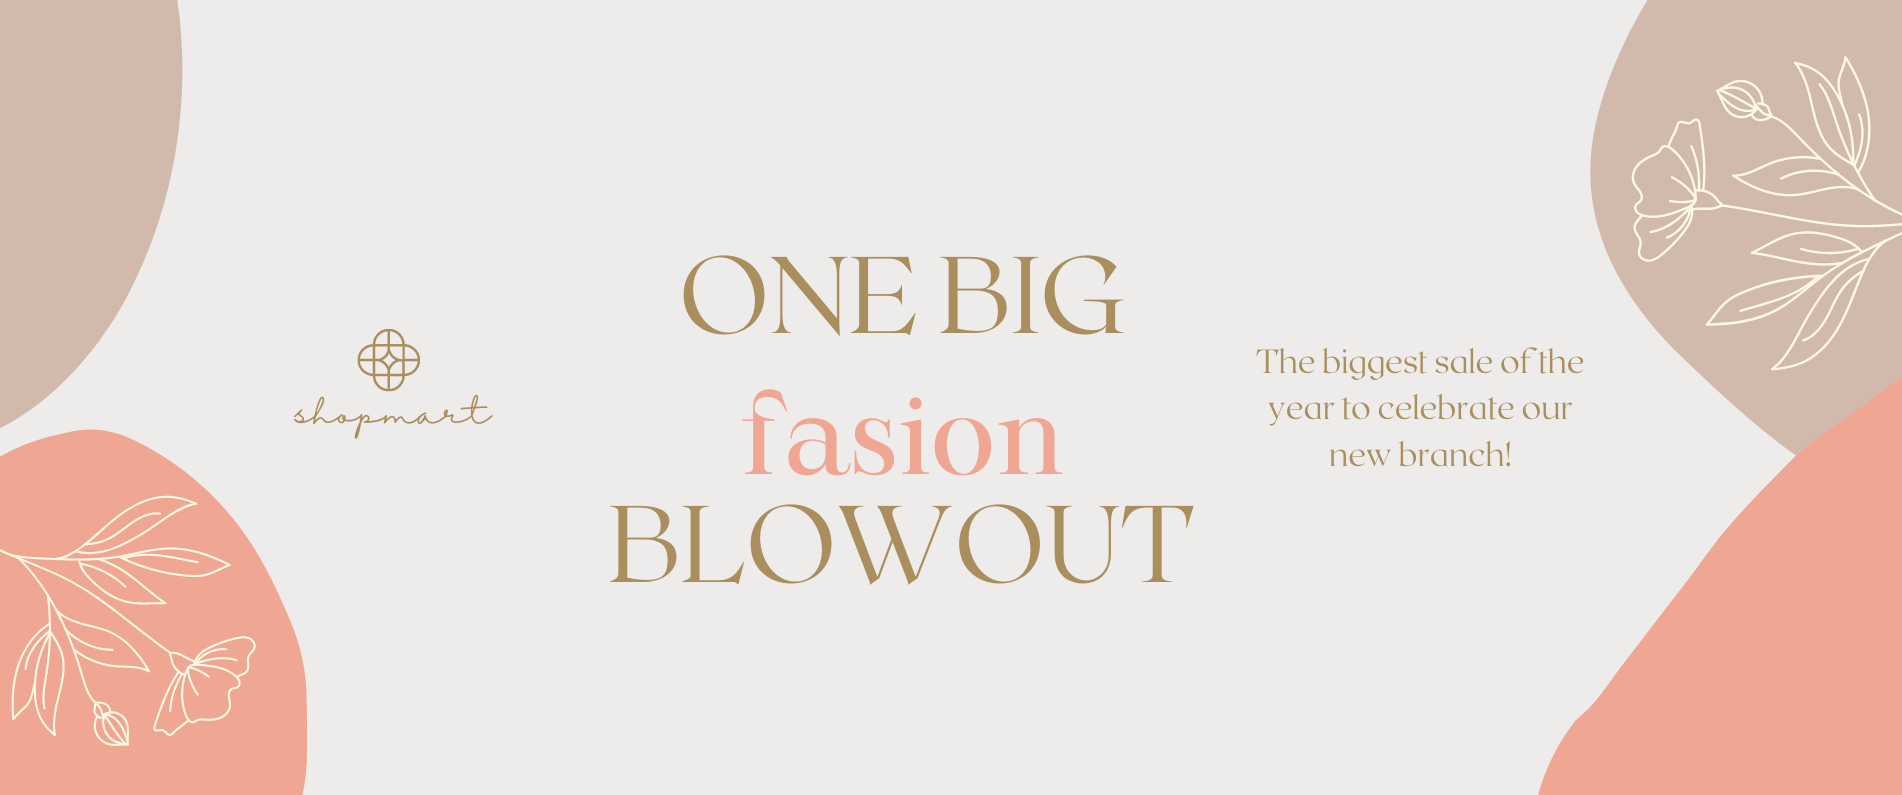 shopmart
ONE BIG
fasion
BLOWOUT
The biggest sale of the
year to celebrate our
new branch!